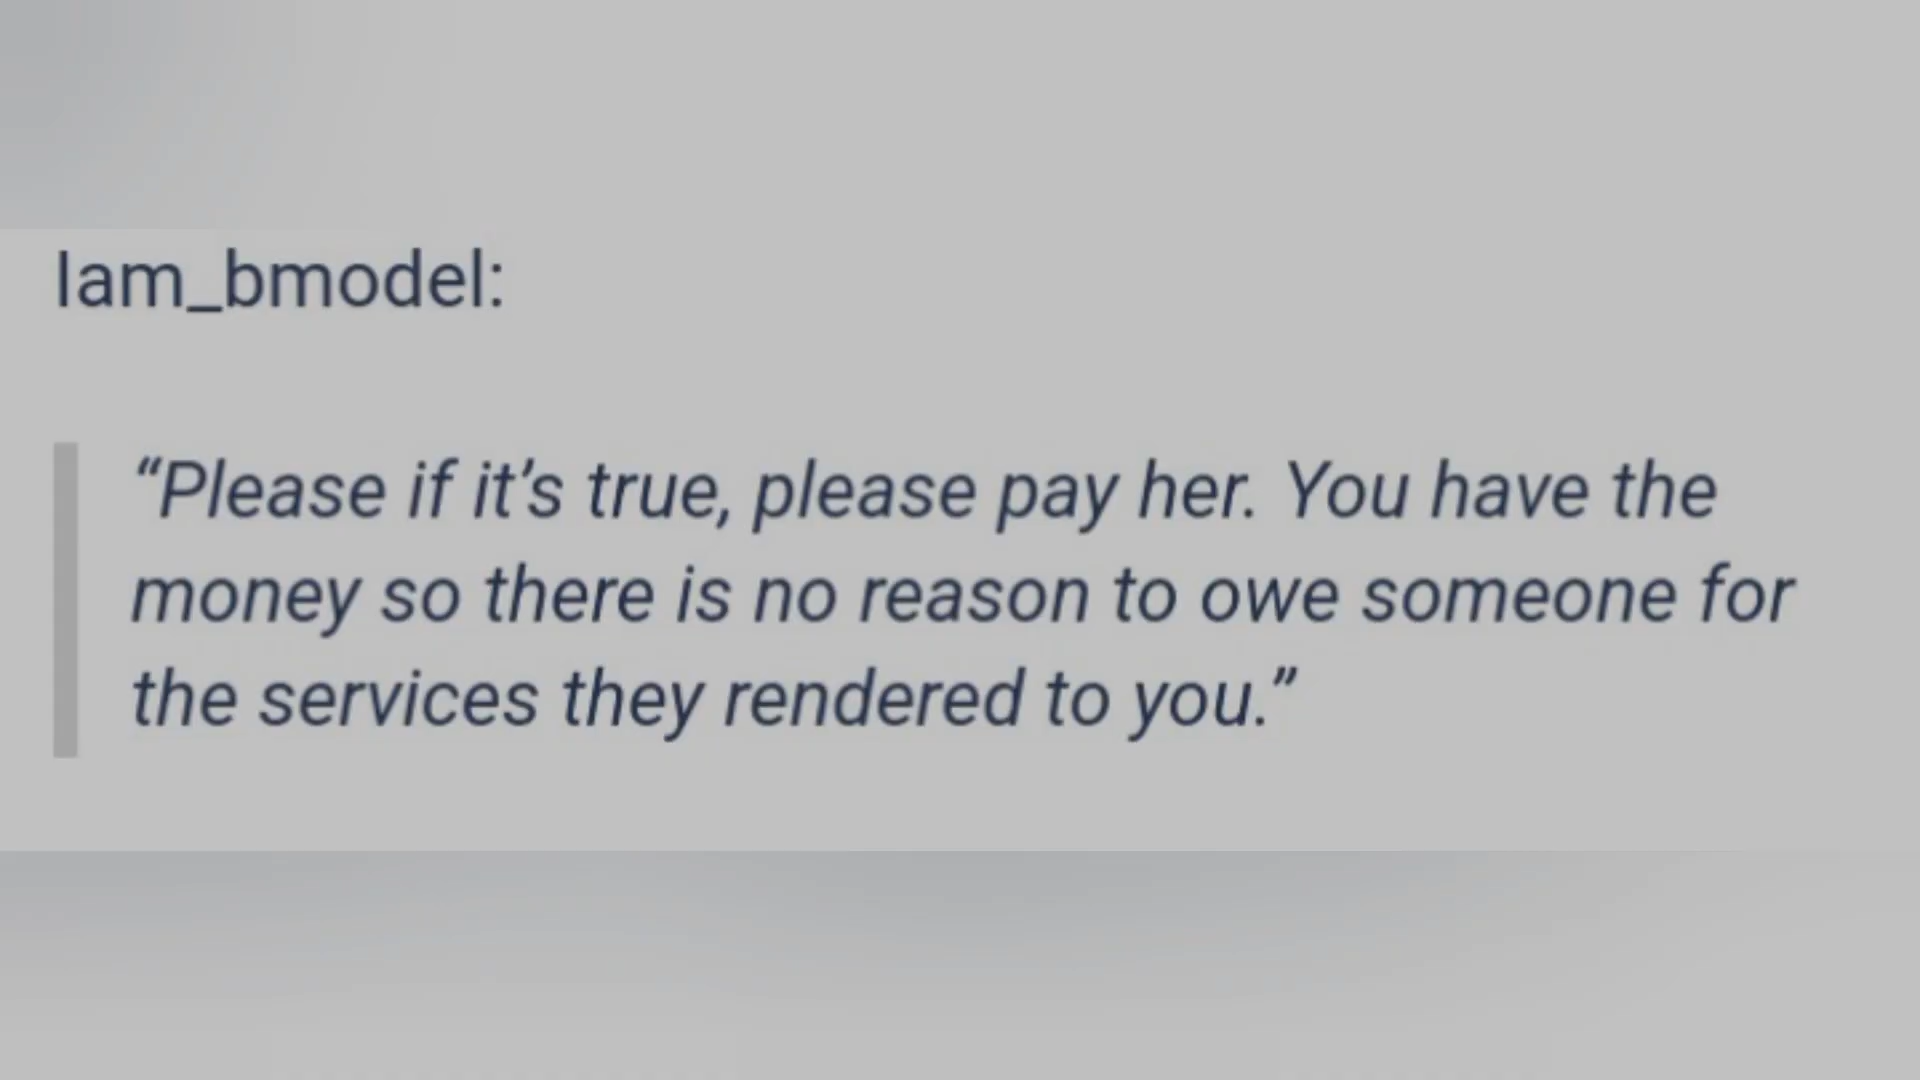 Iam_bmodel:
“Please if it’s true, please pay her. You have the
money so there is no reason to owe someone for
the services they rendered to you.”